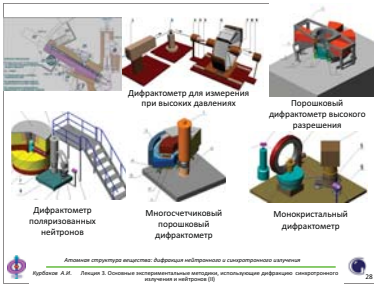 Дифрактометр для измерения
при высоких давлениях
Порошковый
дифрактометр высокого
разрешения
Дифрактометр
поляризованных
нейтронов
Многосчетчиковый
порошковый
дифрактометр
Монокристальный
дифрактометр
Атомная структура вещества: дифракция нейтронного и синхротронного излучения
Курбаков А.И. Лекция 3. Основные экспериментальные методики, использующие дифракцию синхротронного
излучения и нейтронов (II)
28